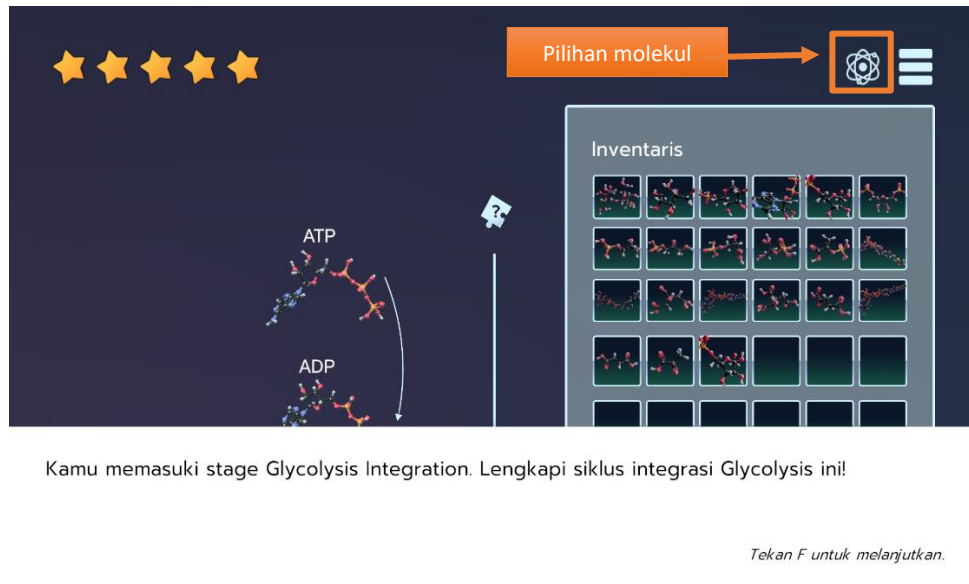 Pilihan molekul
Inventaris
?
ATP
ADP
Kamu memasuki stage Glycolysis Integration. Lengkapi siklus integrasi Glycolysis ini!
Tekan F untuk melanjutkan.